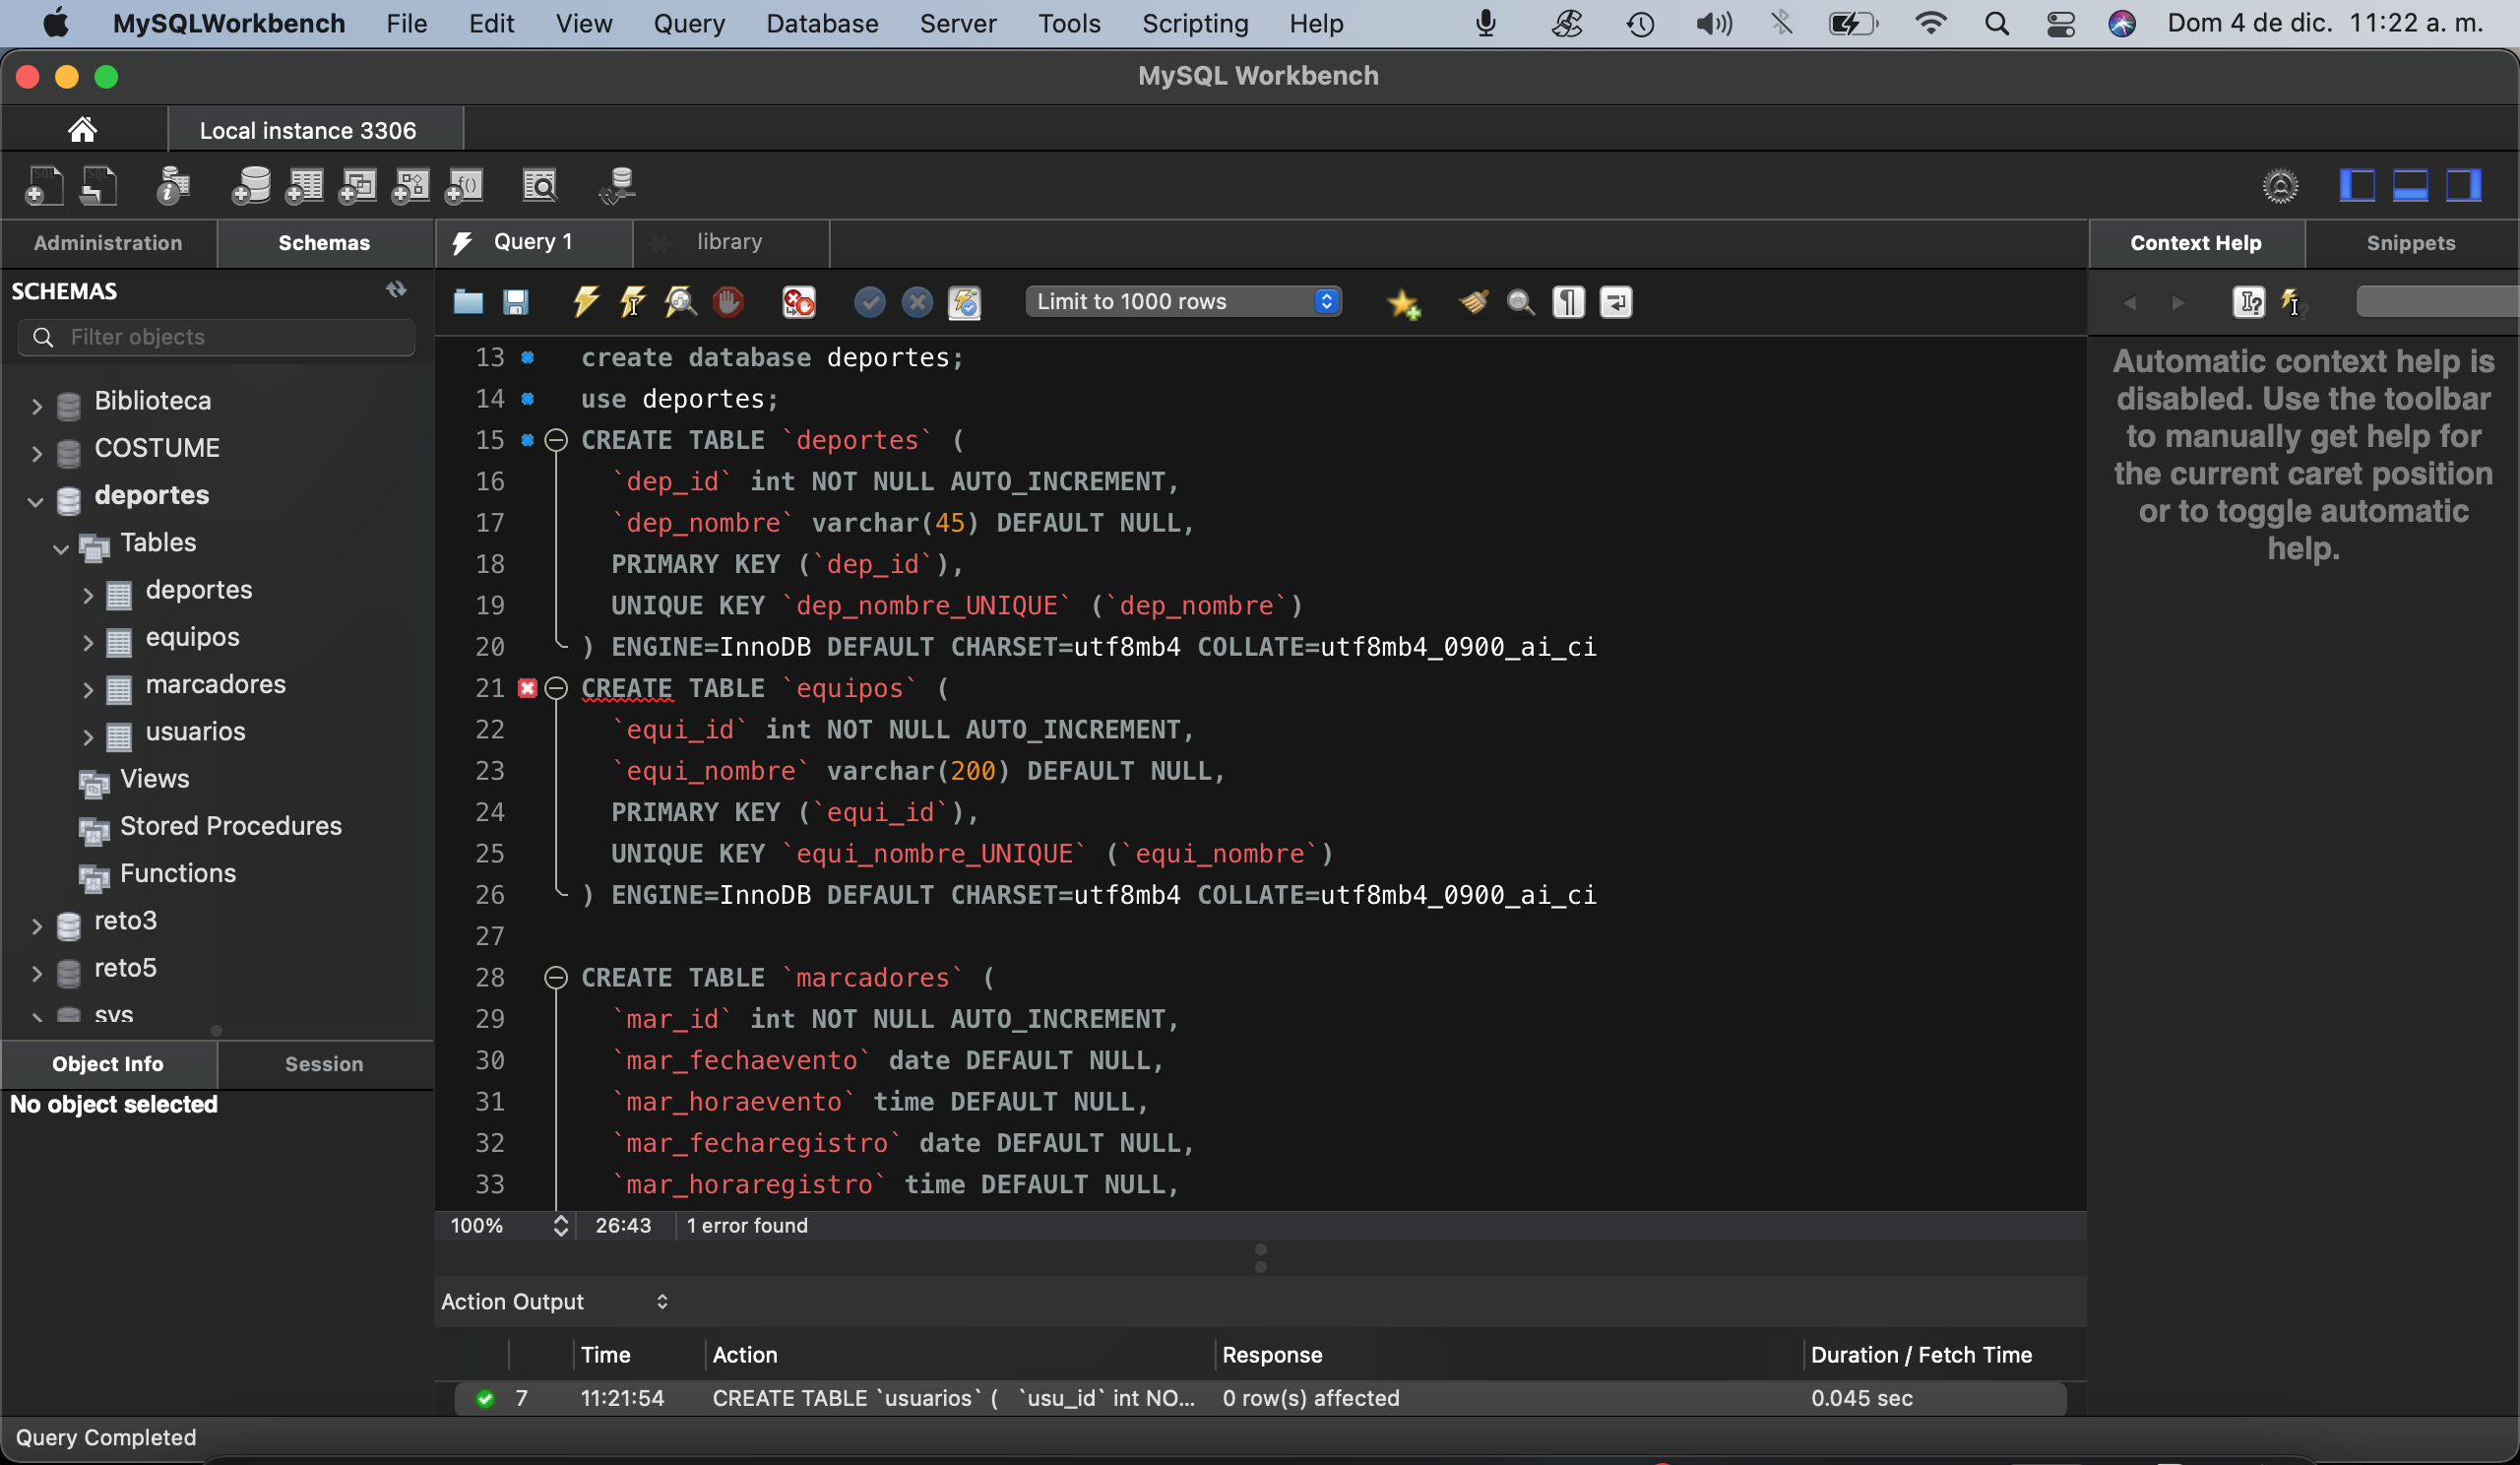 MySQLWorkbench File Edit View Query Database Server Tools Scripting Help Dom 4 de dic. 11:22 a. m.
MySQL Workbench
Local instance 3306
Administration Schemas Query 1 library Context Help Snippets
SCHEMAS
Limit to 1000 rows
Filter objects
Biblioteca
COSTUME
deportes
Tables
deportes
equipos
marcadores
usuarios
Views
Stored Procedures
Functions
reto3
reto5
sys
Object Info Session
No object selected
13 create database deportes;
14 use deportes;
15 CREATE TABLE `deportes` (
16 `dep_id` int NOT NULL AUTO_INCREMENT,
17 `dep_nombre` varchar(45) DEFAULT NULL,
18 PRIMARY KEY (`dep_id`),
19 UNIQUE KEY `dep_nombre_UNIQUE` (`dep_nombre`)
20 ) ENGINE=InnoDB DEFAULT CHARSET=utf8mb4 COLLATE=utf8mb4_0900_ai_ci
21 CREATE TABLE `equipos` (
22 `equi_id` int NOT NULL AUTO_INCREMENT,
23 `equi_nombre` varchar(200) DEFAULT NULL,
24 PRIMARY KEY (`equi_id`),
25 UNIQUE KEY `equi_nombre_UNIQUE` (`equi_nombre`)
26 ) ENGINE=InnoDB DEFAULT CHARSET=utf8mb4 COLLATE=utf8mb4_0900_ai_ci
27
28 CREATE TABLE `marcadores` (
29 `mar_id` int NOT NULL AUTO_INCREMENT,
30 `mar_fechaevento` date DEFAULT NULL,
31 `mar_horaevento` time DEFAULT NULL,
32 `mar_fecharegistro` date DEFAULT NULL,
33 `mar_horaregistro` time DEFAULT NULL,
100% 26:43 1 error found
Action Output
Time Action Response Duration / Fetch Time
7 11:21:54 CREATE TABLE `usuarios` ( `usu_id` int NO... 0 row(s) affected 0.045 sec
Automatic context help is
disabled. Use the toolbar
to manually get help for
the current caret position
or to toggle automatic
help.
Query Completed